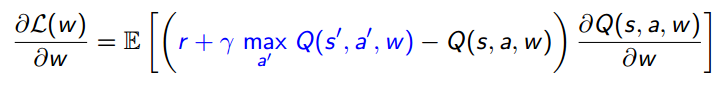 ∂ℒ(w)/∂w = 𝔼[(r + γ max_{a′} Q(s′, a′, w) − Q(s, a, w)) ∂Q(s, a, w)/∂w]